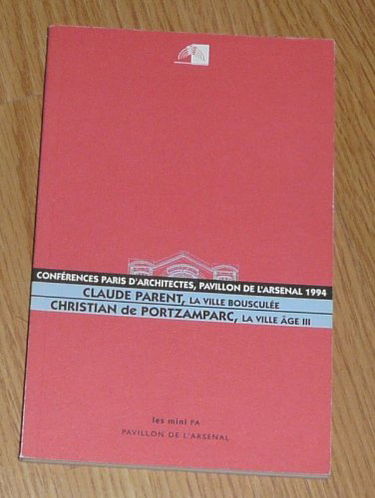 CONFÉRENCES PARIS D'ARCHITECTES, PAVILLON DE L'ARSENAL 1994
CLAUDE PARENT, LA VILLE BOUSCULÉE
CHRISTIAN de PORTZAMPARC, LA VILLE ÂGE III
les mini PA
PAVILLON DE L'ARSENAL